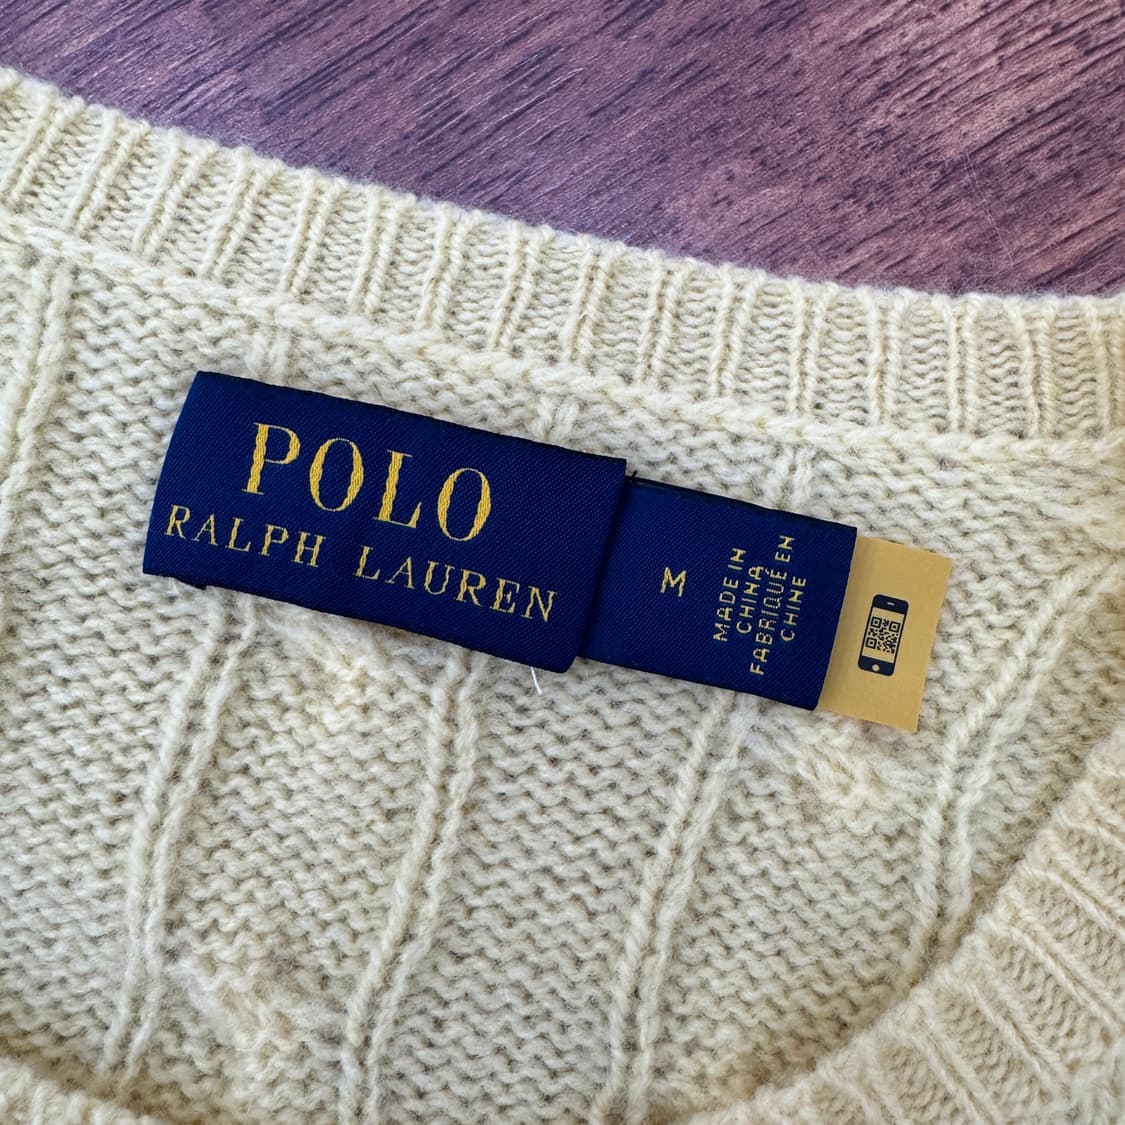 POLO
RALPH LAUREN
M
MADE IN
CHINA
FABRIQUÉ EN
CHINE